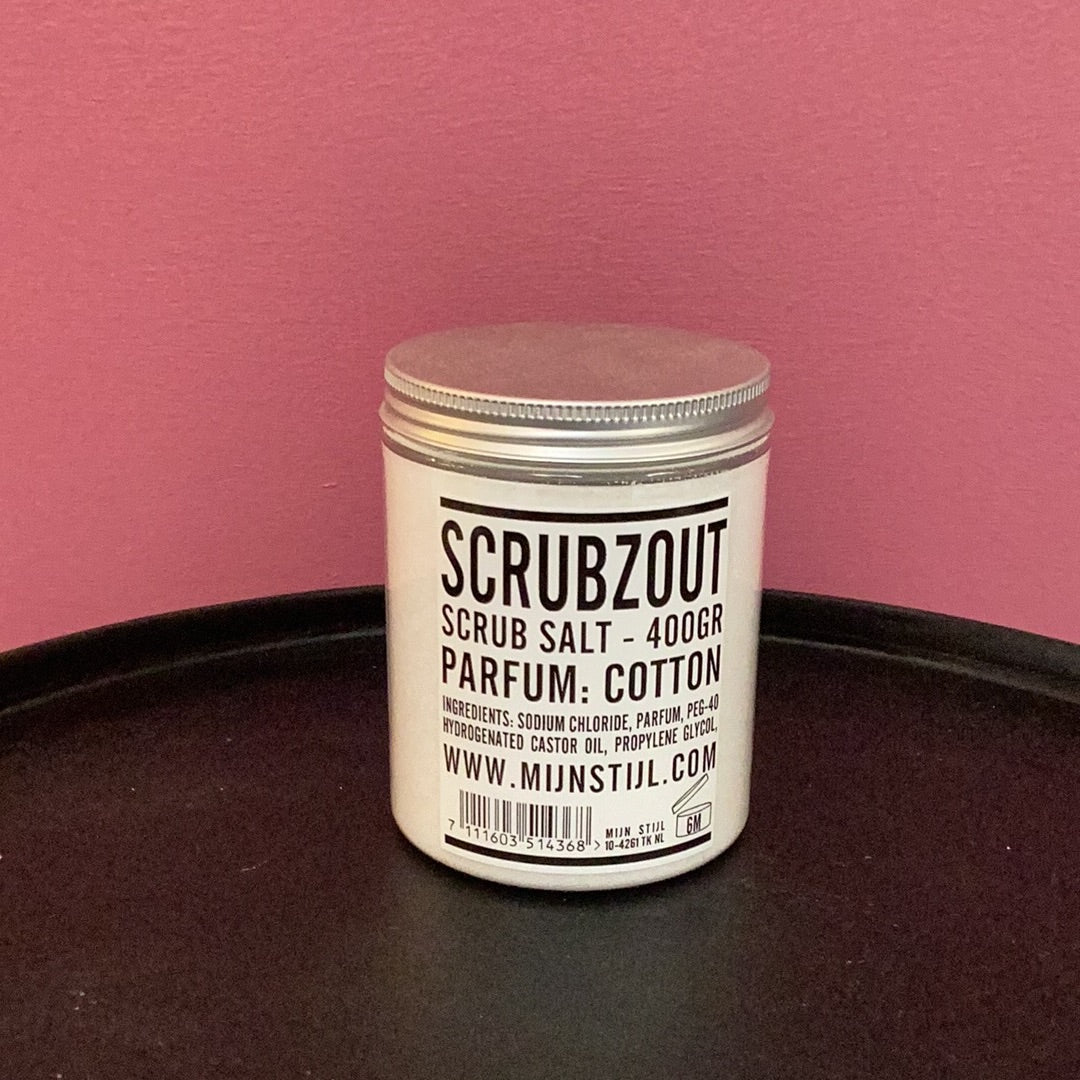 SCRUBZOUT
SCRUB SALT - 400GR
PARFUM: COTTON
INGREDIENTS: SODIUM CHLORIDE, PARFUM, PEG-40
HYDROGENATED CASTOR OIL, PROPYLENE GLYCOL,
WWW.MIJNSTIJL.COM
7 111603 514368 >
MIJN STIJL
10-4261 TK NL
6M